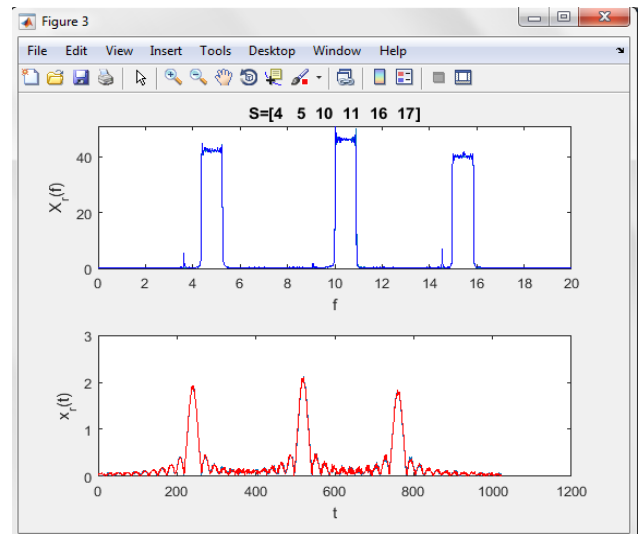 Figure 3
File Edit View Insert Tools Desktop Window Help
S=[4 5 10 11 16 17]
40
20
0
X_r(f)
0 2 4 6 8 10 12 14 16 18 20
f
3
2
1
0
x_r(t)
0 200 400 600 800 1000 1200
t